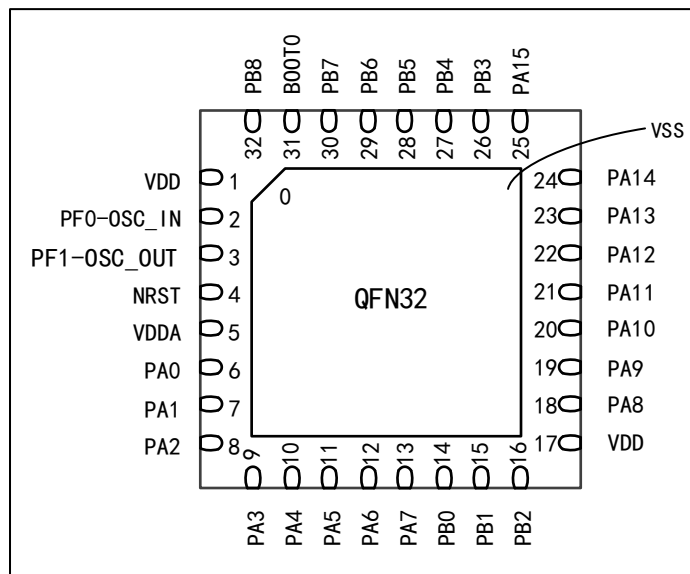 PB8
BOOT0
PB7
PB6
PB5
PB4
PB3
PA15
32
31
30
29
28
27
26
25
VSS
VDD 1
PF0-OSC_IN 2
PF1-OSC_OUT 3
NRST 4
VDDA 5
PA0 6
PA1 7
PA2 8
0
QFN32
24 PA14
23 PA13
22 PA12
21 PA11
20 PA10
19 PA9
18 PA8
17 VDD
9
10
11
12
13
14
15
16
PA3
PA4
PA5
PA6
PA7
PB0
PB1
PB2